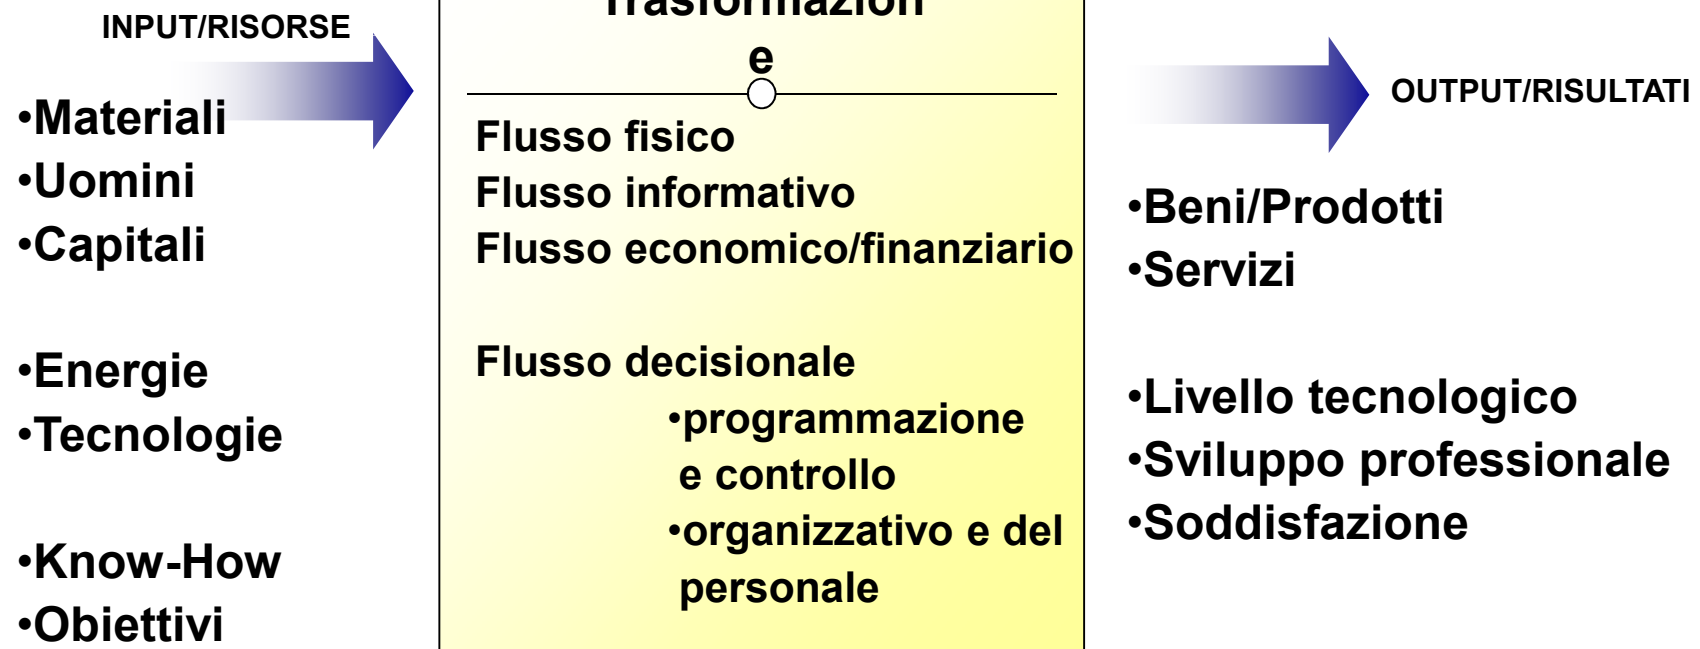 INPUT/RISORSE
•Materiali
•Uomini
•Capitali
•Energie
•Tecnologie
•Know-How
•Obiettivi
Trasformazion
e
Flusso fisico
Flusso informativo
Flusso economico/finanziario
Flusso decisionale
•programmazione
e controllo
•organizzativo e del
personale
OUTPUT/RISULTATI
•Beni/Prodotti
•Servizi
•Livello tecnologico
•Sviluppo professionale
•Soddisfazione